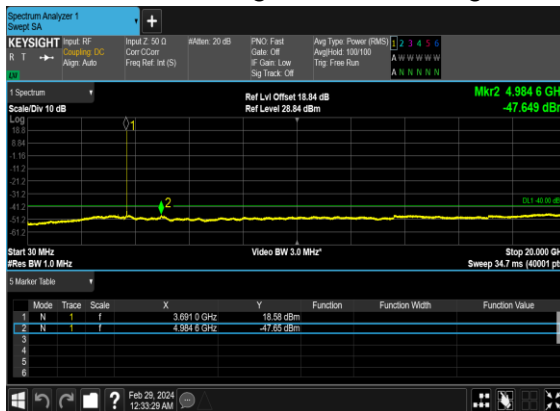 Spectrum Analyzer 1
Swept SA
KEYSIGHT Input: RF Input Z: 50 Ω #Atten: 20 dB PNO: Fast Avg Type: Power (RMS) 1 2 3 4 5 6
R T Coupling: DC Corr CCorr Gate: Off Avg|Hold: 100/100 A W W W W W
Align: Auto Freq Ref: Int (S) IF Gain: Low Trig: Free Run
Sig Track: Off A N N N N N
1 Spectrum Ref Lvl Offset 18.84 dB Mkr2 4.984 6 GH
Scale/Div 10 dB Ref Level 28.84 dBm -47.649 dBm
Log
18.8
8.84
-1.16
-11.2
-21.2
-31.2
-41.2
-51.2
-61.2
1
2
DL1 -40.00 dB
Start 30 MHz Video BW 3.0 MHz* Stop 20.000 GH
#Res BW 1.0 MHz Sweep 34.7 ms (40001 pts
5 Marker Table
Mode Trace Scale X Y Function Function Width Function Value
1 N 1 f 3.691 0 GHz 18.58 dBm
2 N 1 f 4.984 6 GHz -47.65 dBm
3
4
5
6
? Feb 29, 2024
12:33:29 AM